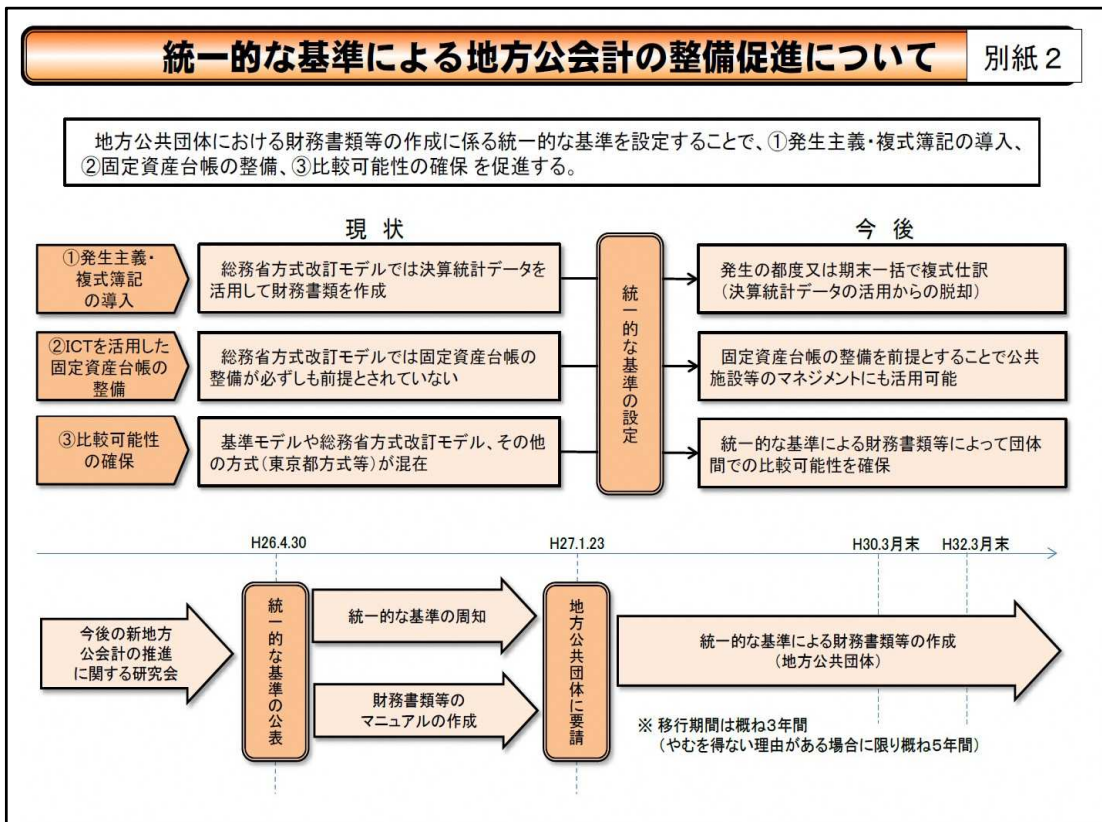 統一的な基準による地方公会計の整備促進について
別紙2
地方公共団体における財務書類等の作成に係る統一的な基準を設定することで、①発生主義・複式簿記の導入、
②固定資産台帳の整備、③比較可能性の確保 を促進する。
現 状
今 後
①発生主義・
複式簿記
の導入
総務省方式改訂モデルでは決算統計データを
活用して財務書類を作成
統一的な基準の設定
発生の都度又は期末一括で複式仕訳
(決算統計データの活用からの脱却)
②ICTを活用した
固定資産台帳の
整備
総務省方式改訂モデルでは固定資産台帳の
整備が必ずしも前提とされていない
固定資産台帳の整備を前提とすることで公共
施設等のマネジメントにも活用可能
③比較可能性
の確保
基準モデルや総務省方式改訂モデル、その他
の方式(東京都方式等)が混在
統一的な基準による財務書類等によって団体
間での比較可能性を確保
H26.4.30
H27.1.23
H30.3月末
H32.3月末
今後の新地方
公会計の推進
に関する研究会
統一的な基準の公表
統一的な基準の周知
財務書類等の
マニュアルの作成
地方公共団体に要請
統一的な基準による財務書類等の作成
(地方公共団体)
※ 移行期間は概ね3年間
(やむを得ない理由がある場合に限り概ね5年間)